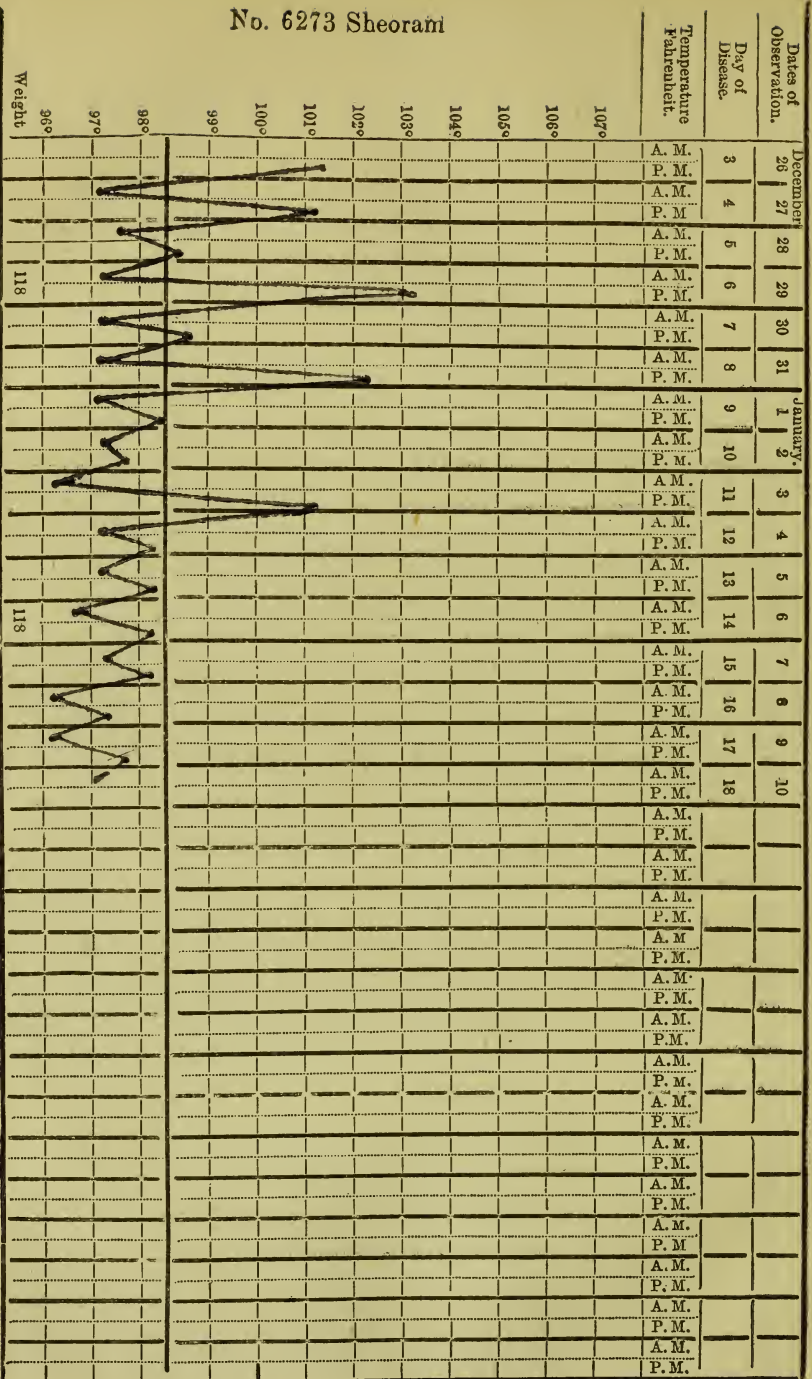 No. 6273 Sheoram
Dates of Observation.
December 26 27 28 29 30 31 January. 1 2 3 4 5 6 7 8 9 10
Day of Disease.
3 4 5 6 7 8 9 10 11 12 13 14 15 16 17 18
Temperature Fahrenheit.
A. M.
P. M.
A. M.
P. M
A. M.
P. M.
A. M.
P. M.
A. M.
P. M.
A. M.
P. M.
A. M.
P. M.
A. M.
P. M.
A M.
P. M.
A. M.
P. M.
A. M.
P. M.
A. M.
P. M.
A. M.
P. M.
A. M.
P. M.
A. M.
P. M.
A. M.
P. M.
A. M.
P. M.
A. M.
P. M.
A. M.
P. M.
A. M
P. M.
A. M.
P. M.
A. M.
P.M.
A.M.
P. M.
A. M.
P. M.
A. M.
P. M.
A. M.
P. M.
A. M.
P. M
A. M.
P. M.
A. M.
P. M.
A. M.
P. M.
107°
106°
105°
104°
103°
102°
101°
100°
99°
98°
97°
96°
Weight
118
118